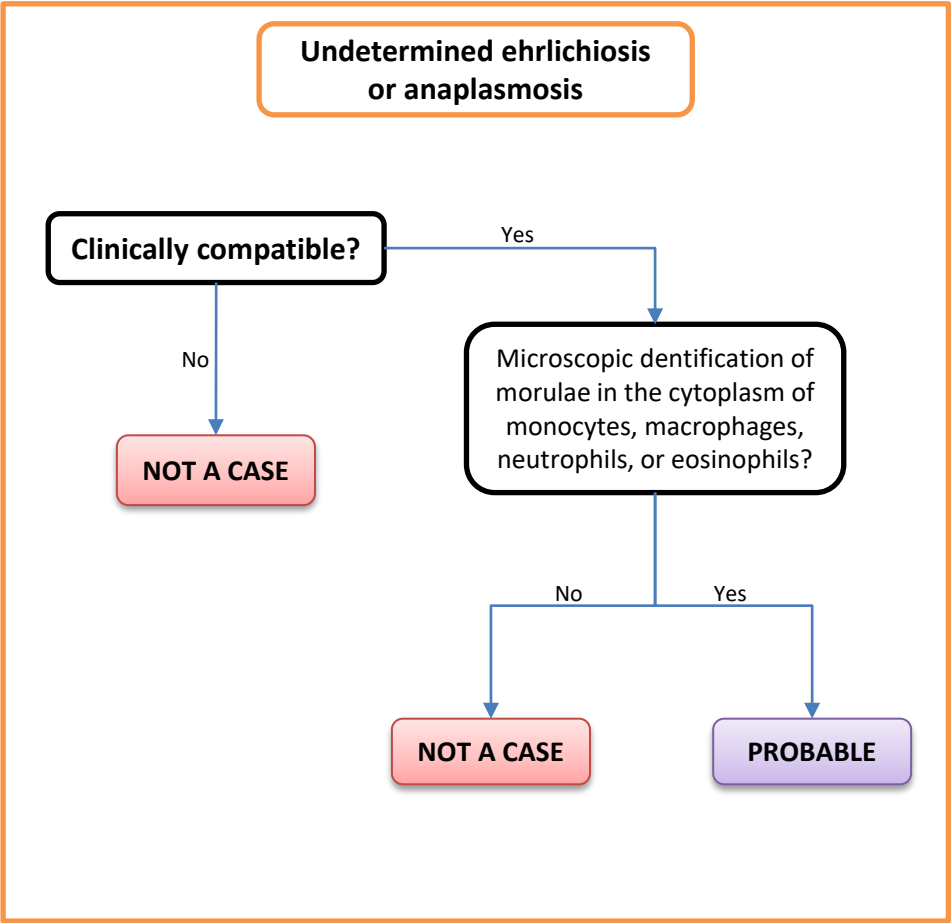 Undetermined ehrlichiosis
or anaplasmosis
Clinically compatible?
Yes
No
Microscopic dentification of
morulae in the cytoplasm of
monocytes, macrophages,
neutrophils, or eosinophils?
NOT A CASE
No
Yes
NOT A CASE
PROBABLE